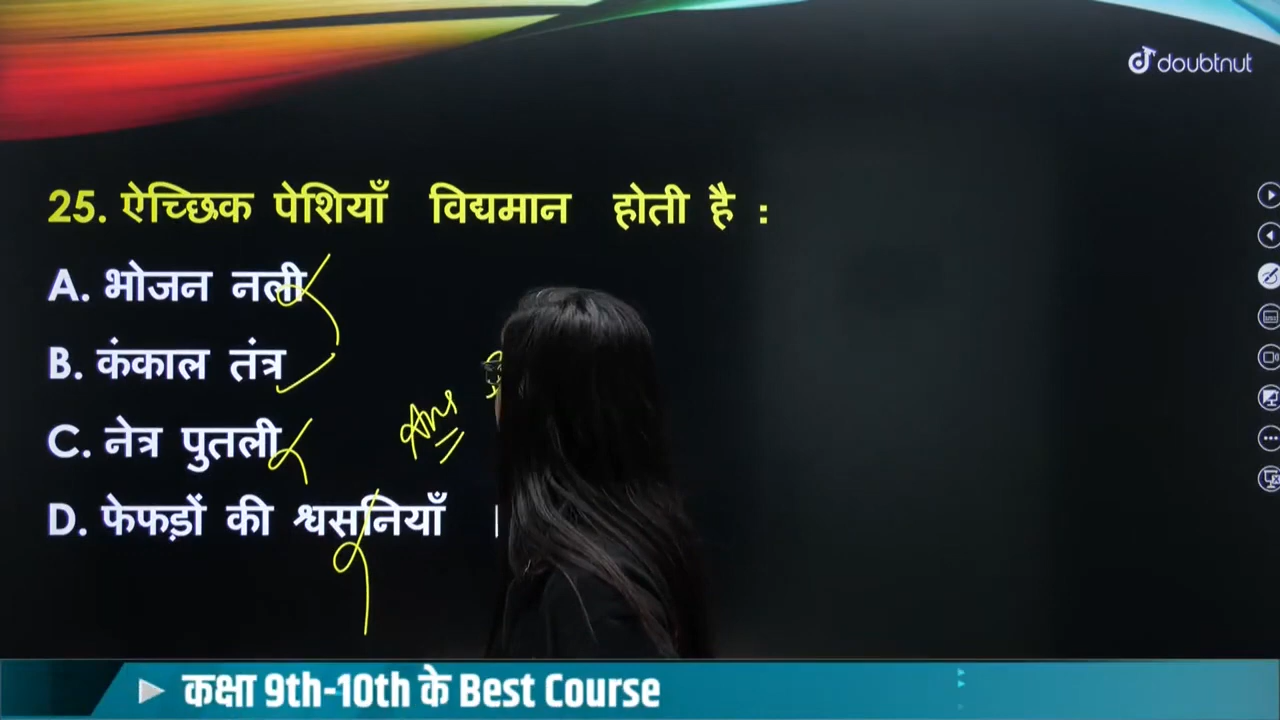 doubtnut
25. ऐच्छिक पेशियाँ विद्यमान होती है :
A. भोजन नली
B. कंकाल तंत्र
C. नेत्र पुतली
Ans
D. फेफड़ों की श्वसनियाँ
कक्षा 9th-10th के Best Course